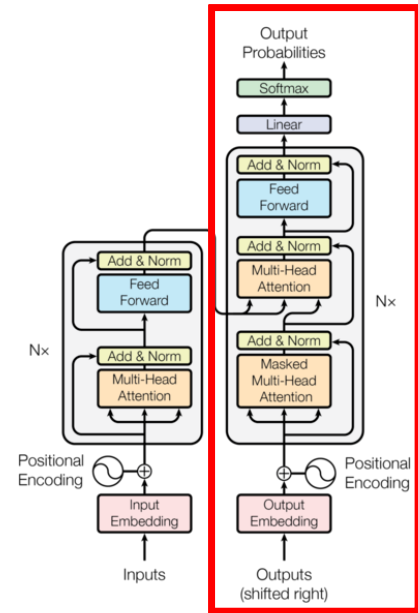 Output
Probabilities
Softmax
Linear
Add & Norm
Feed
Forward
Add & Norm
Multi-Head
Attention
Add & Norm
Masked
Multi-Head
Attention
N×
Positional
Encoding
Output
Embedding
Outputs
(shifted right)
Add & Norm
Feed
Forward
N×
Add & Norm
Multi-Head
Attention
Positional
Encoding
Input
Embedding
Inputs